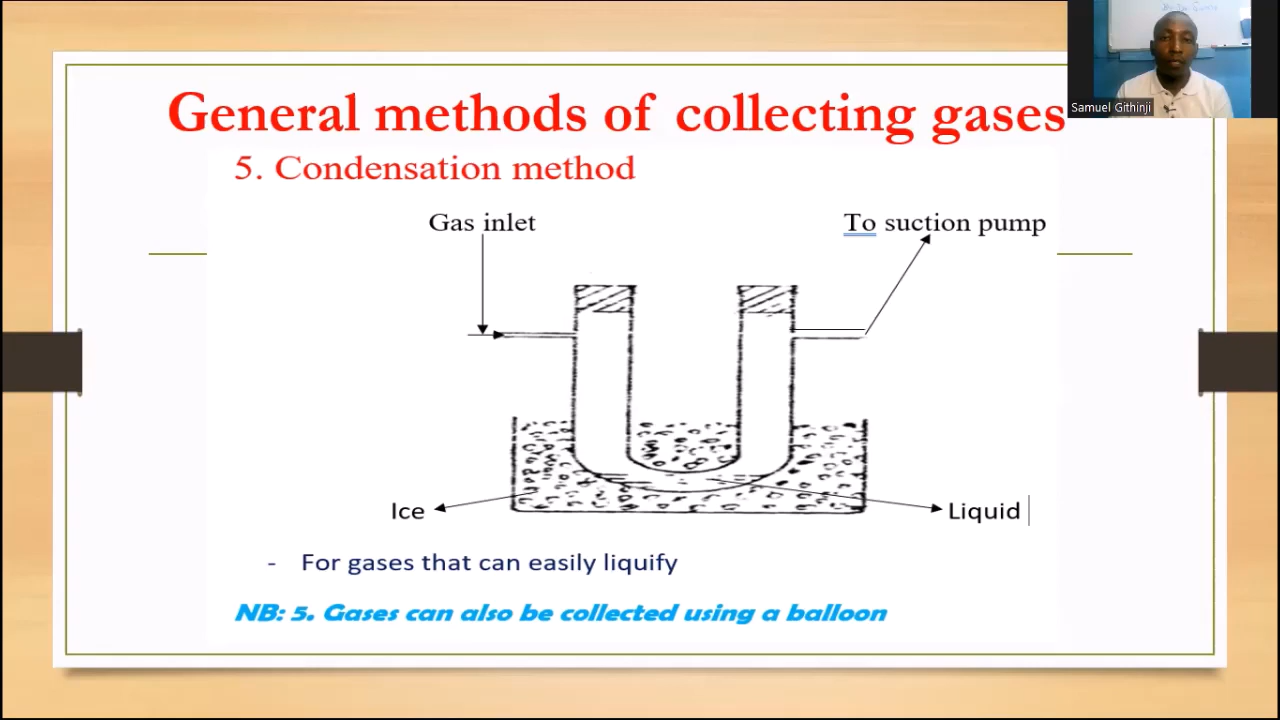 General methods of collecting gases
Samuel Githinji
5. Condensation method
Gas inlet
To suction pump
Ice
Liquid
- For gases that can easily liquify
NB: 5. Gases can also be collected using a balloon